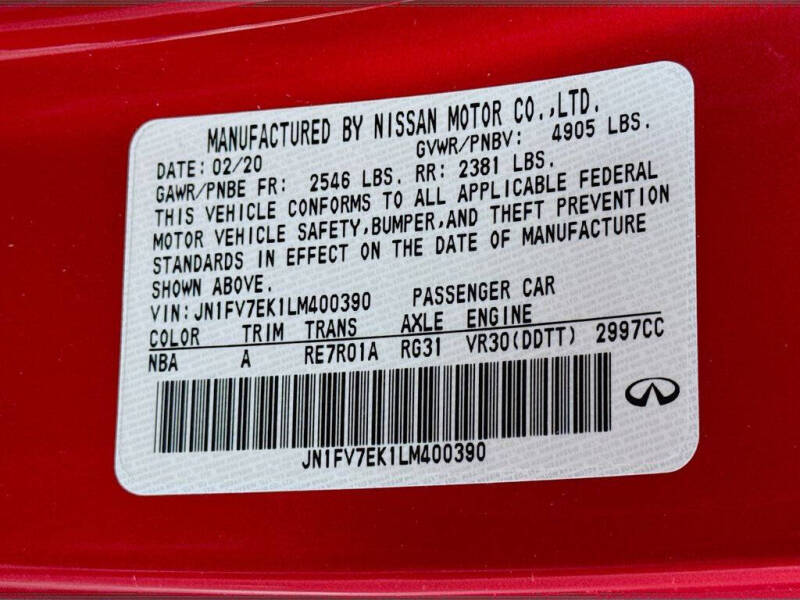 MANUFACTURED BY NISSAN MOTOR CO.,LTD.
DATE: 02/20 GVWR/PNBV: 4905 LBS.
GAWR/PNBE FR: 2546 LBS. RR: 2381 LBS.
THIS VEHICLE CONFORMS TO ALL APPLICABLE FEDERAL
MOTOR VEHICLE SAFETY,BUMPER,AND THEFT PREVENTION
STANDARDS IN EFFECT ON THE DATE OF MANUFACTURE
SHOWN ABOVE.
VIN:JN1FV7EK1LM400390 PASSENGER CAR
COLOR TRIM TRANS AXLE ENGINE
NBA A RE7R01A RG31 VR30(DDTT) 2997CC
JN1FV7EK1LM400390